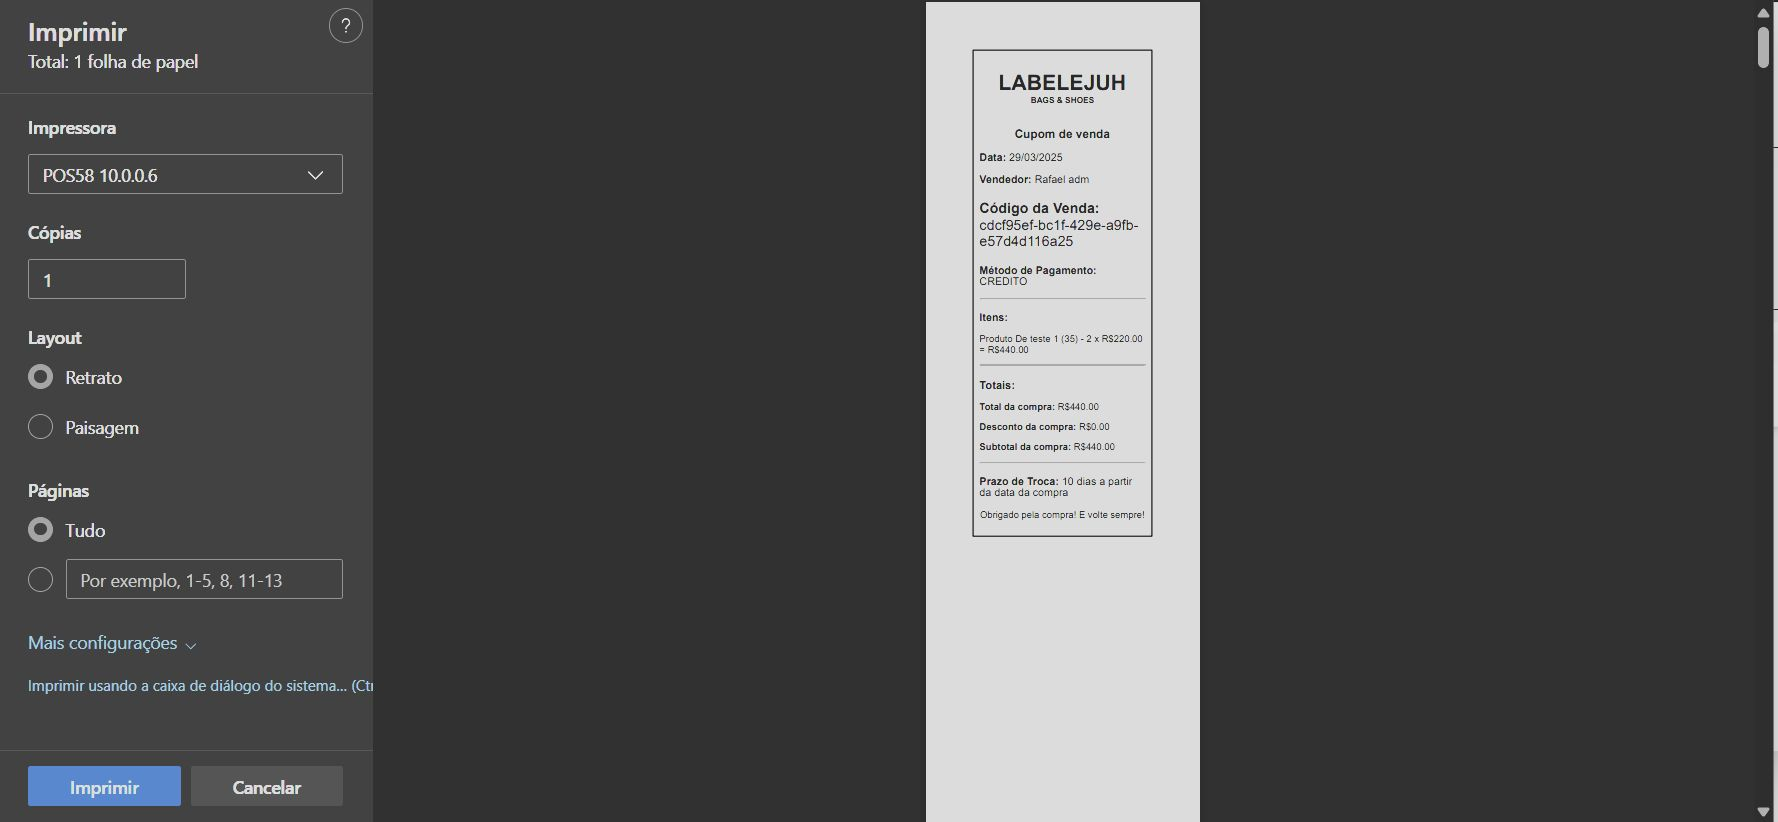 Imprimir
?
Total: 1 folha de papel
Impressora
POS58 10.0.0.6
Cópias
1
Layout
Retrato
Paisagem
Páginas
Tudo
Por exemplo, 1-5, 8, 11-13
Mais configurações
Imprimir usando a caixa de diálogo do sistema... (Ctr
Imprimir
Cancelar
LABELEJUH
BAGS & SHOES
Cupom de venda
Data: 29/03/2025
Vendedor: Rafael adm
Código da Venda:
cdcf95ef-bc1f-429e-a9fb-
e57d4d116a25
Método de Pagamento:
CREDITO
Itens:
Produto De teste 1 (35) - 2 x R$220.00
= R$440.00
Totais:
Total da compra: R$440.00
Desconto da compra: R$0.00
Subtotal da compra: R$440.00
Prazo de Troca: 10 dias a partir
da data da compra
Obrigado pela compra! E volte sempre!